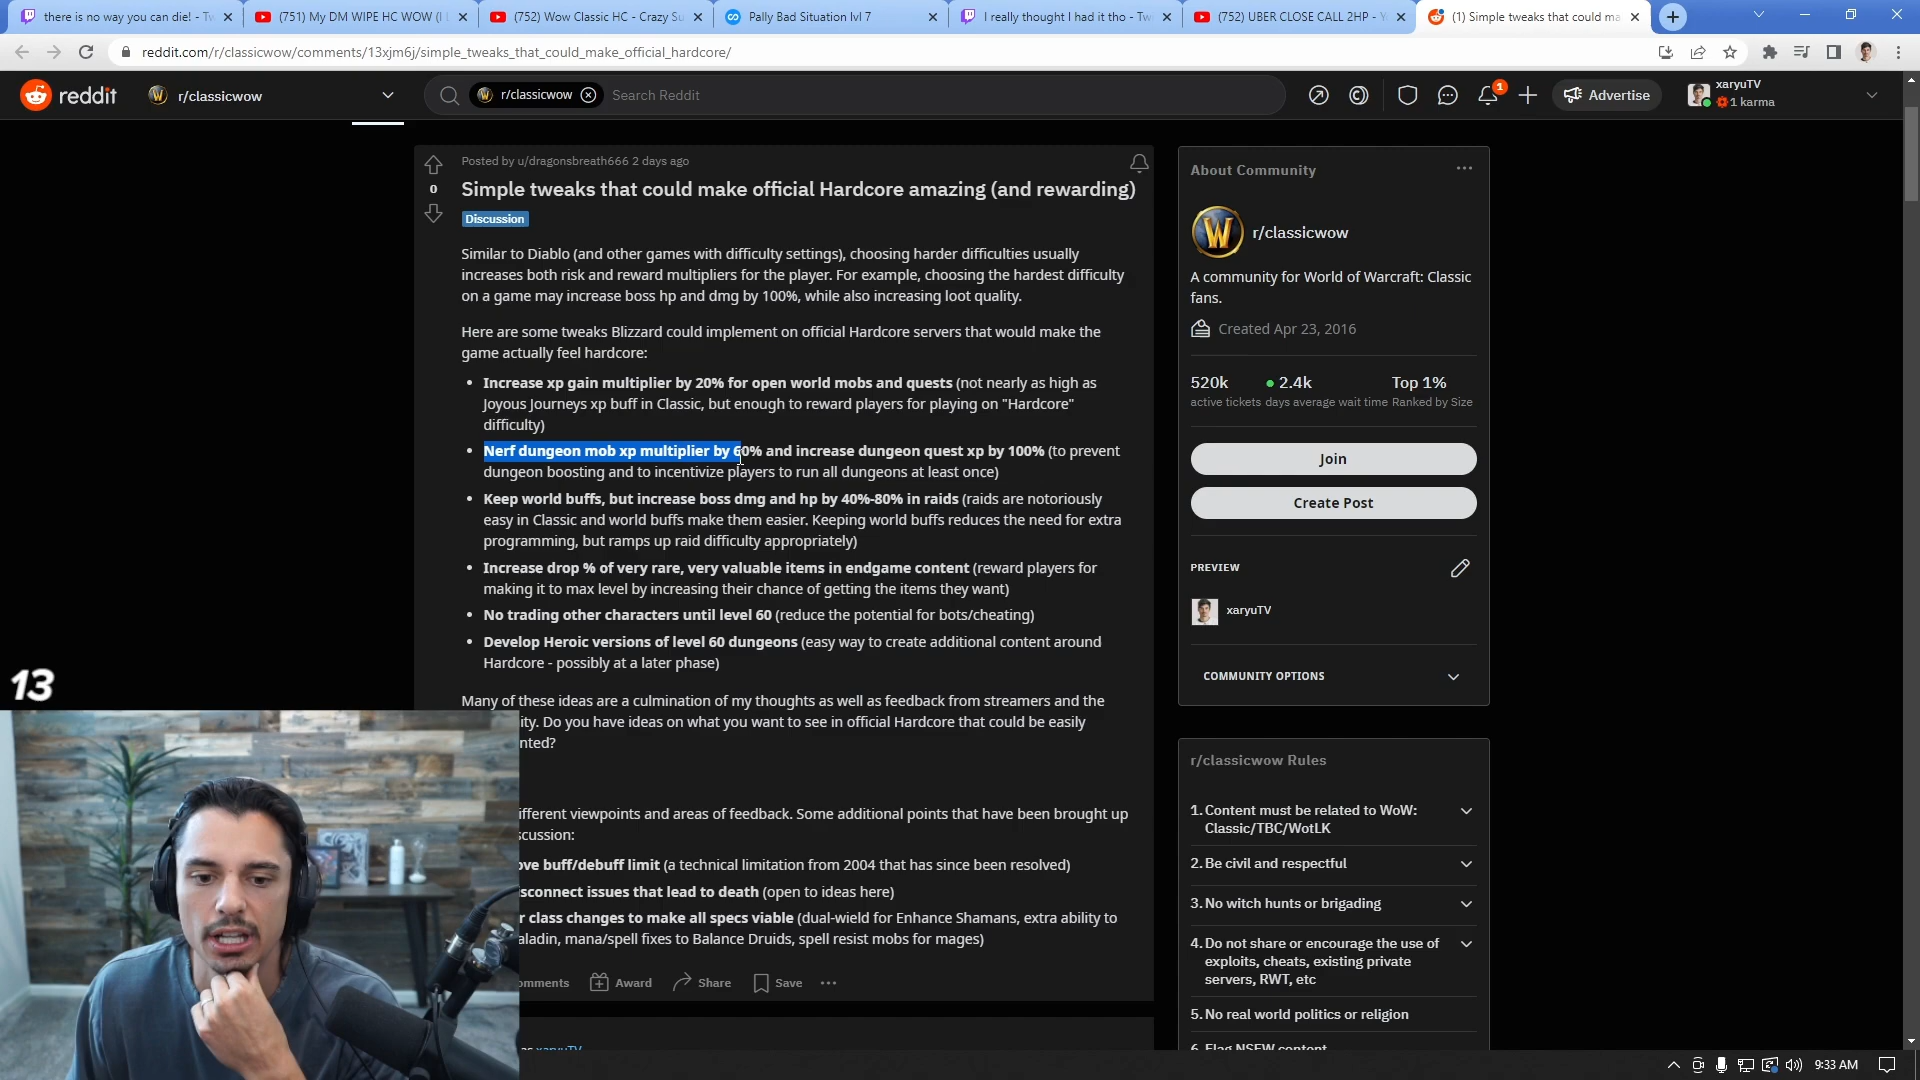 there is no way you can die! - Tw
(751) My DM WIPE HC WOW (I
(752) Wow Classic HC - Crazy Su
Pally Bad Situation lvl 7
I really thought I had it tho - Twi
(752) UBER CLOSE CALL 2HP - Yo
(1) Simple tweaks that could ma
reddit.com/r/classicwow/comments/13xjm6j/simple_tweaks_that_could_make_official_hardcore/
reddit
r/classicwow
r/classicwow
Search Reddit
1
Advertise
xaryuTV
1 karma
Posted by u/dragonsbreath666 2 days ago
0
Simple tweaks that could make official Hardcore amazing (and rewarding)
Discussion
Similar to Diablo (and other games with difficulty settings), choosing harder difficulties usually
increases both risk and reward multipliers for the player. For example, choosing the hardest difficulty
on a game may increase boss hp and dmg by 100%, while also increasing loot quality.
Here are some tweaks Blizzard could implement on official Hardcore servers that would make the
game actually feel hardcore:
• Increase xp gain multiplier by 20% for open world mobs and quests (not nearly as high as
Joyous Journeys xp buff in Classic, but enough to reward players for playing on "Hardcore"
difficulty)
• Nerf dungeon mob xp multiplier by 60% and increase dungeon quest xp by 100% (to prevent
dungeon boosting and to incentivize players to run all dungeons at least once)
• Keep world buffs, but increase boss dmg and hp by 40%-80% in raids (raids are notoriously
easy in Classic and world buffs make them easier. Keeping world buffs reduces the need for extra
programming, but ramps up raid difficulty appropriately)
• Increase drop % of very rare, very valuable items in endgame content (reward players for
making it to max level by increasing their chance of getting the items they want)
• No trading other characters until level 60 (reduce the potential for bots/cheating)
• Develop Heroic versions of level 60 dungeons (easy way to create additional content around
Hardcore - possibly at a later phase)
Many of these ideas are a culmination of my thoughts as well as feedback from streamers and the
ity. Do you have ideas on what you want to see in official Hardcore that could be easily
nted?
ifferent viewpoints and areas of feedback. Some additional points that have been brought up
scussion:
ove buff/debuff limit (a technical limitation from 2004 that has since been resolved)
sconnect issues that lead to death (open to ideas here)
r class changes to make all specs viable (dual-wield for Enhance Shamans, extra ability to
aladin, mana/spell fixes to Balance Druids, spell resist mobs for mages)
omments
Award
Share
Save
as xaryuTV
13
About Community
r/classicwow
A community for World of Warcraft: Classic
fans.
Created Apr 23, 2016
520k
2.4k
Top 1%
active tickets
days average wait time
Ranked by Size
Join
Create Post
PREVIEW
xaryuTV
COMMUNITY OPTIONS
r/classicwow Rules
1. Content must be related to WoW:
Classic/TBC/WotLK
2. Be civil and respectful
3. No witch hunts or brigading
4. Do not share or encourage the use of
exploits, cheats, existing private
servers, RWT, etc
5. No real world politics or religion
6. Flag NSFW content
9:33 AM